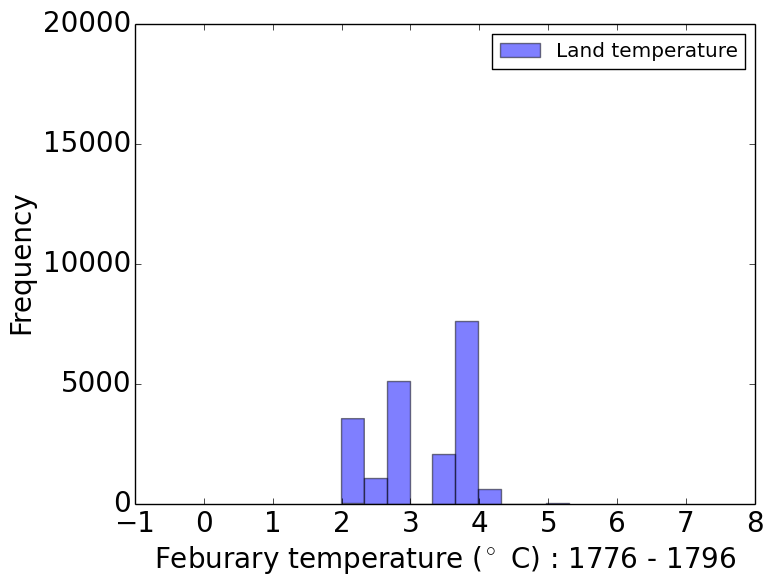 20000
15000
10000
5000
0
Frequency
Land temperature
−1 0 1 2 3 4 5 6 7 8
Feburary temperature (° C) : 1776 - 1796